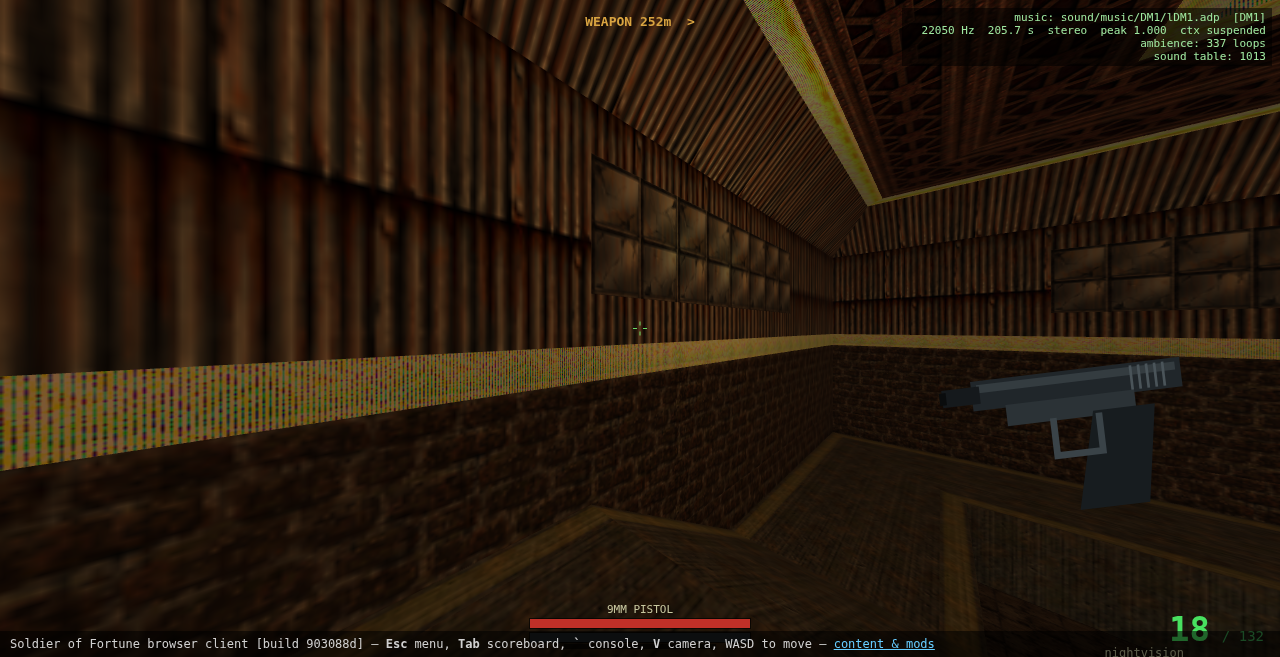 WEAPON 252m >
music: sound/music/DM1/lDM1.adp [DM1]
22050 Hz 205.7 s stereo peak 1.000 ctx suspended
ambience: 337 loops
sound table: 1013
9MM PISTOL
18 / 132
nightvision
Soldier of Fortune browser client [build 903088d] — Esc menu, Tab scoreboard, ` console, V camera, WASD to move — content & mods